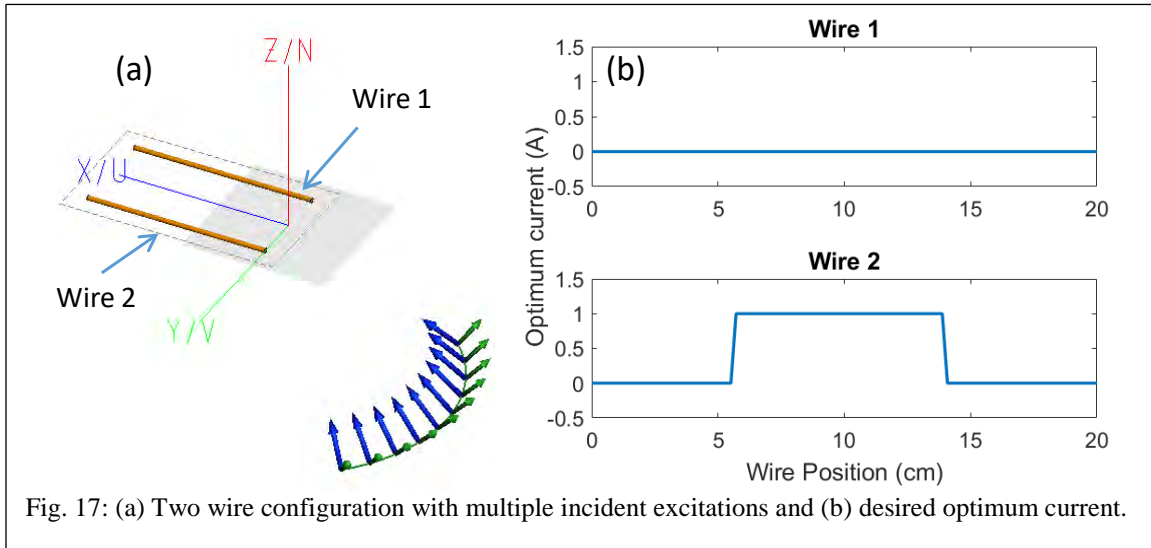 (a)
Z/N
Wire 1
X/U
Wire 2
Y/V
(b)
Wire 1
1.5
1
0.5
0
-0.5
0 5 10 15 20
Optimum current (A)
Wire 2
1.5
1
0.5
0
-0.5
0 5 10 15 20
Wire Position (cm)
Fig. 17: (a) Two wire configuration with multiple incident excitations and (b) desired optimum current.